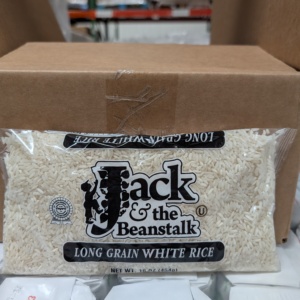 LONG GRAIN WHITE RICE
Jack
& the
Beanstalk
U
LONG GRAIN WHITE RICE
NET WT.